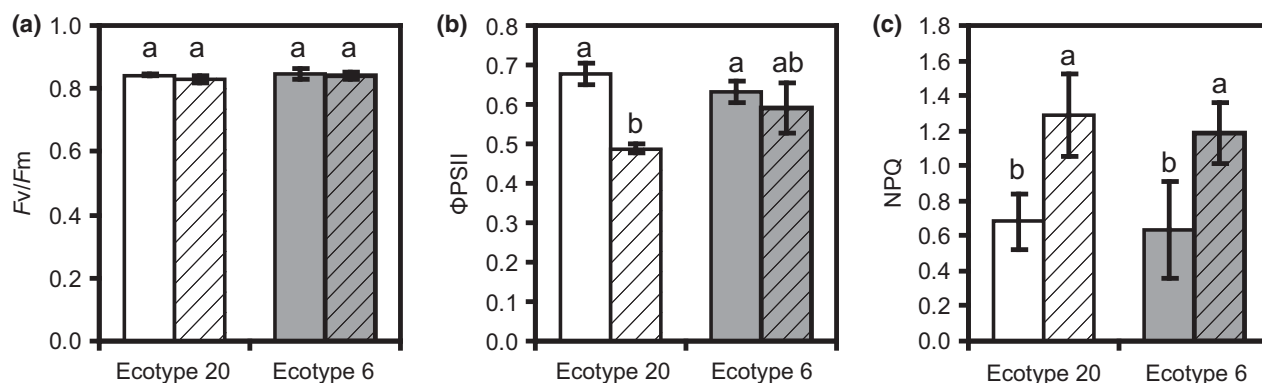 (a)
Fv/Fm
1.0
0.8
0.6
0.4
0.2
0.0
a a a a
Ecotype 20 Ecotype 6
(b)
ΦPSII
0.8
0.7
0.6
0.5
0.4
0.3
0.2
0.1
0.0
a b a ab
Ecotype 20 Ecotype 6
(c)
NPQ
1.8
1.6
1.4
1.2
1.0
0.8
0.6
0.4
0.2
0.0
b a b a
Ecotype 20 Ecotype 6